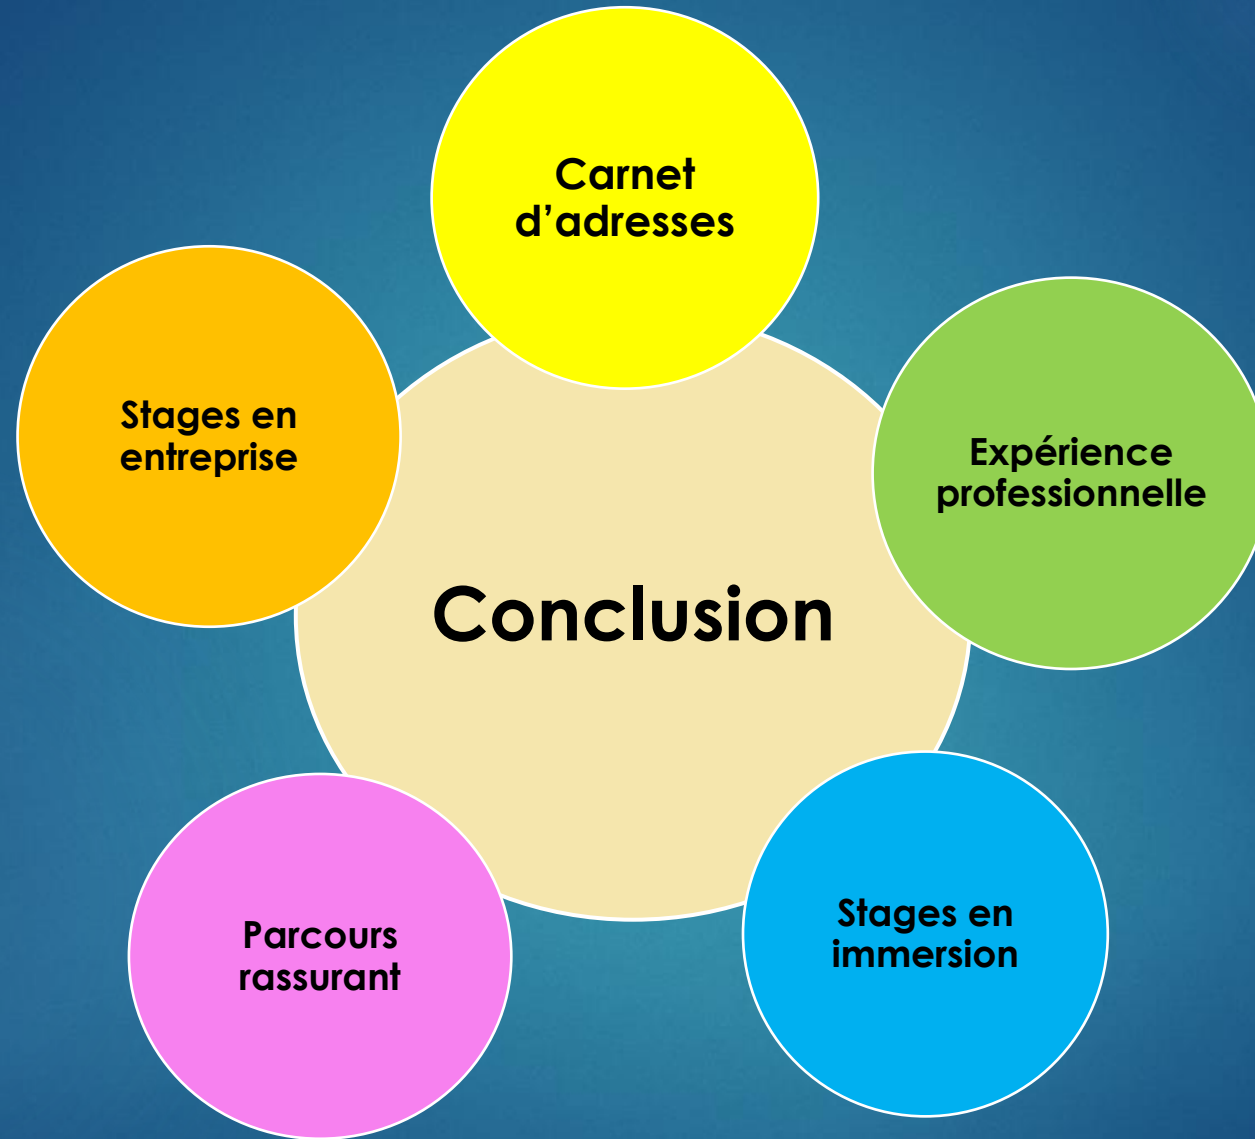 Carnet
d’adresses
Stages en
entreprise
Expérience
professionnelle
Conclusion
Parcours
rassurant
Stages en
immersion